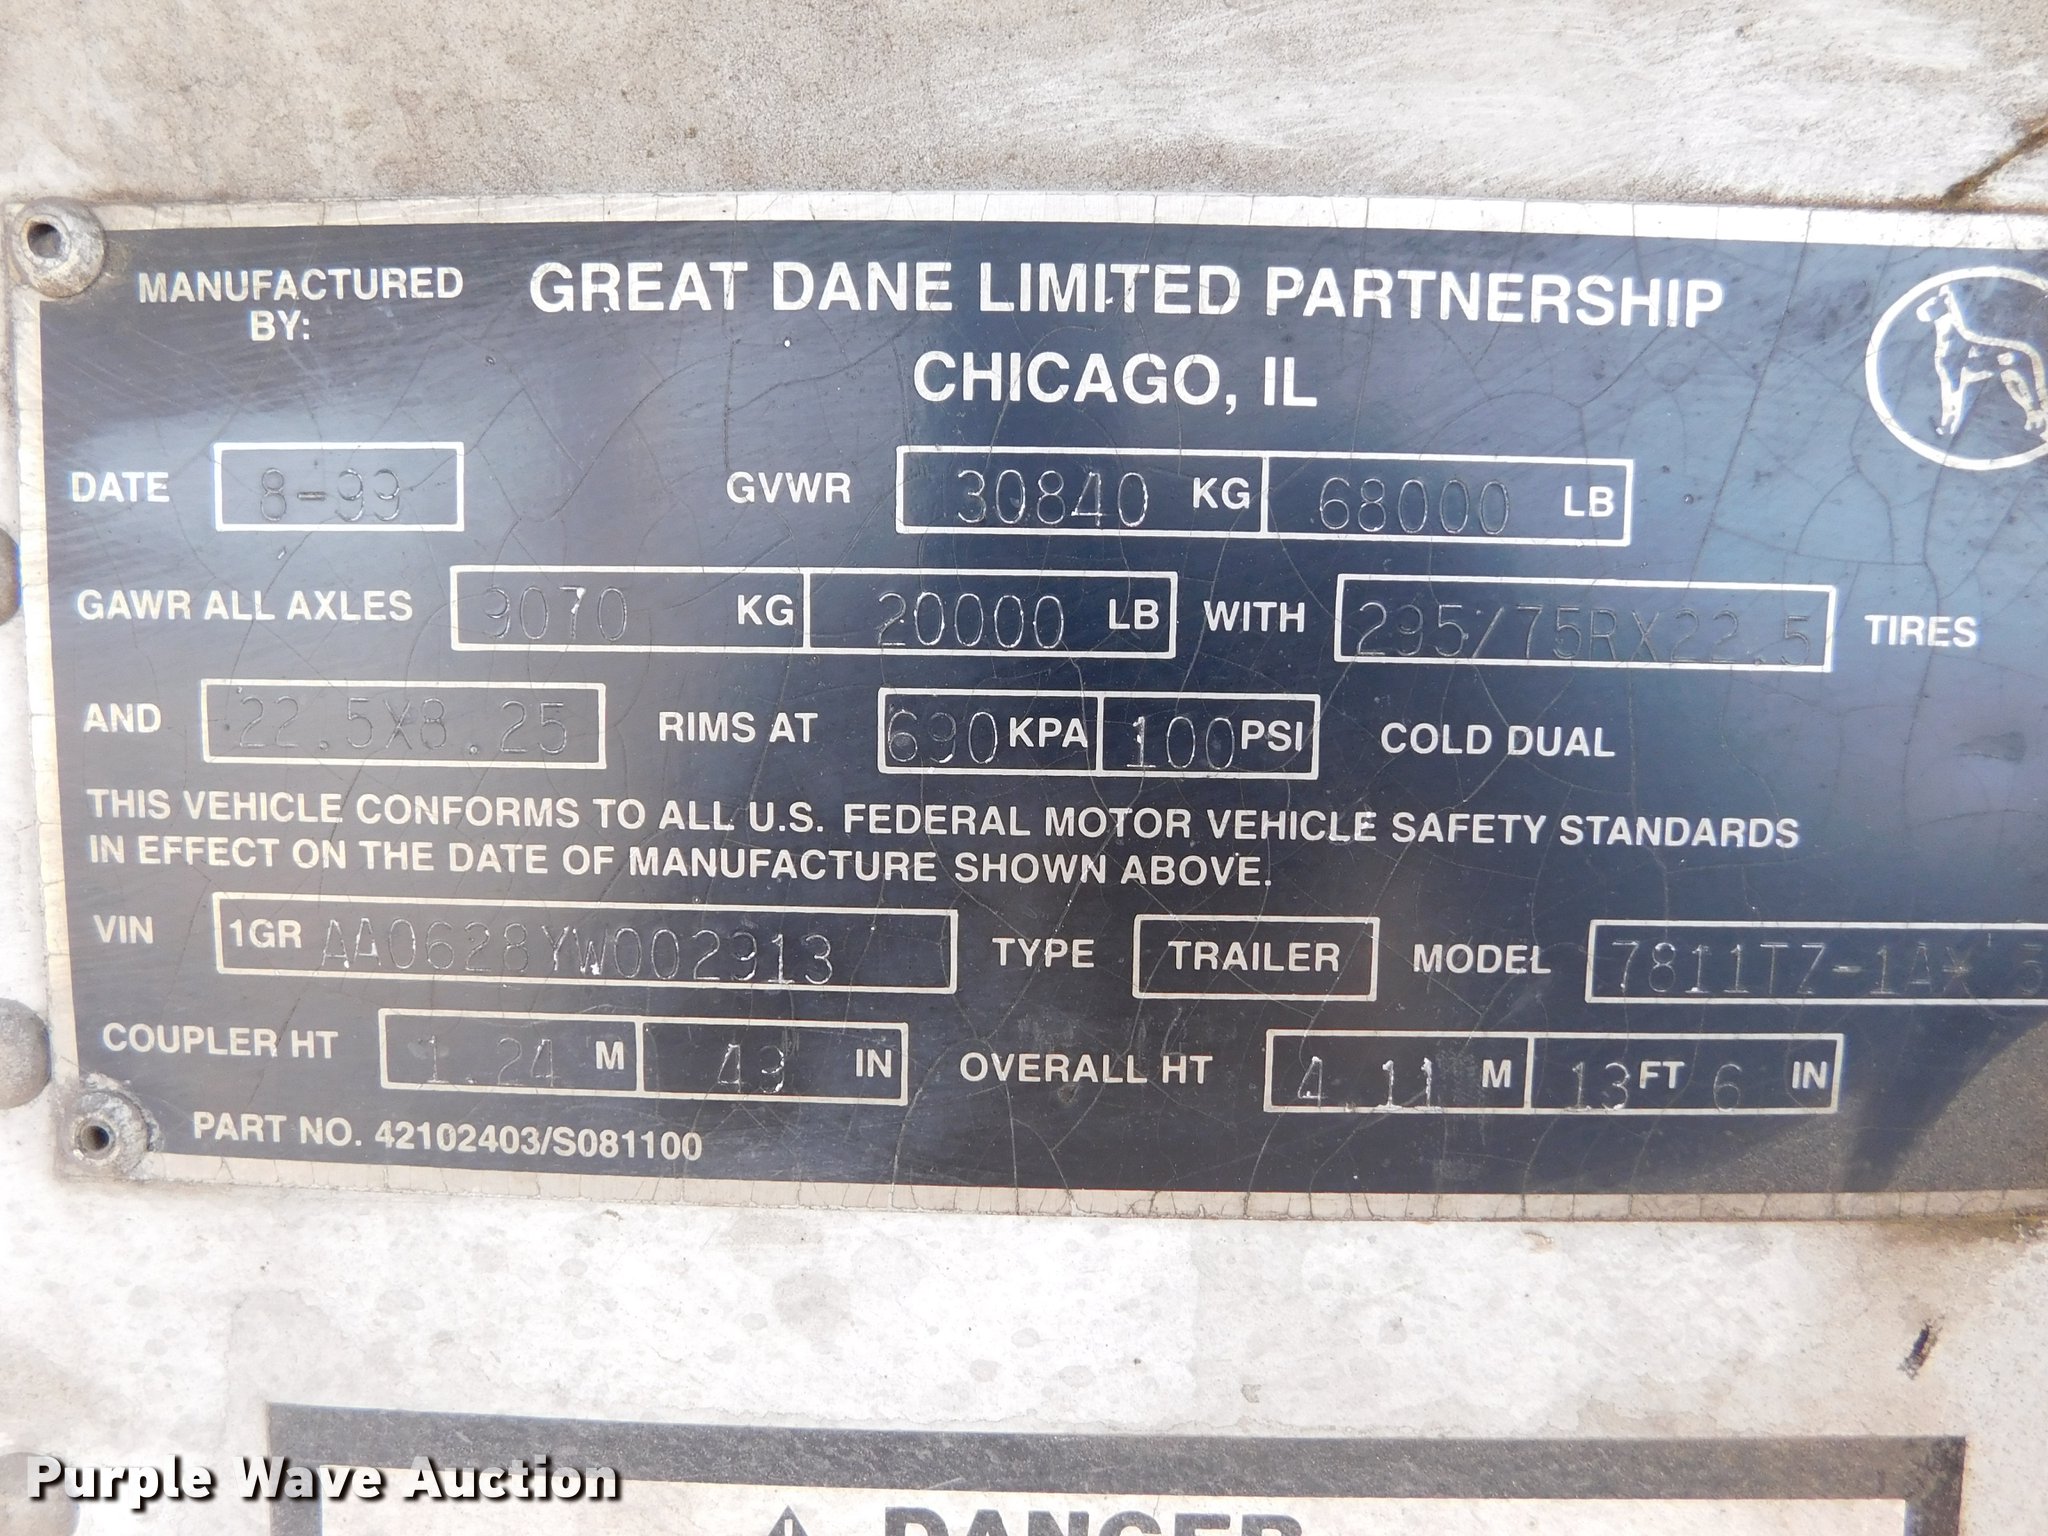 MANUFACTURED BY: GREAT DANE LIMITED PARTNERSHIP
CHICAGO, IL
DATE 8-99 GVWR 30840 KG 68000 LB
GAWR ALL AXLES 9070 KG 20000 LB WITH 295/75RX22.5 TIRES
AND 22.5X8.25 RIMS AT 690 KPA 100 PSI COLD DUAL
THIS VEHICLE CONFORMS TO ALL U.S. FEDERAL MOTOR VEHICLE SAFETY STANDARDS
IN EFFECT ON THE DATE OF MANUFACTURE SHOWN ABOVE.
VIN 1GR AA0628YW002913 TYPE TRAILER MODEL
COUPLER HT 1.24 M 49 IN OVERALL HT 4.11 M 13 FT 6 IN
PART NO. 42102403/S081100
Purple Wave Auction
DANGER